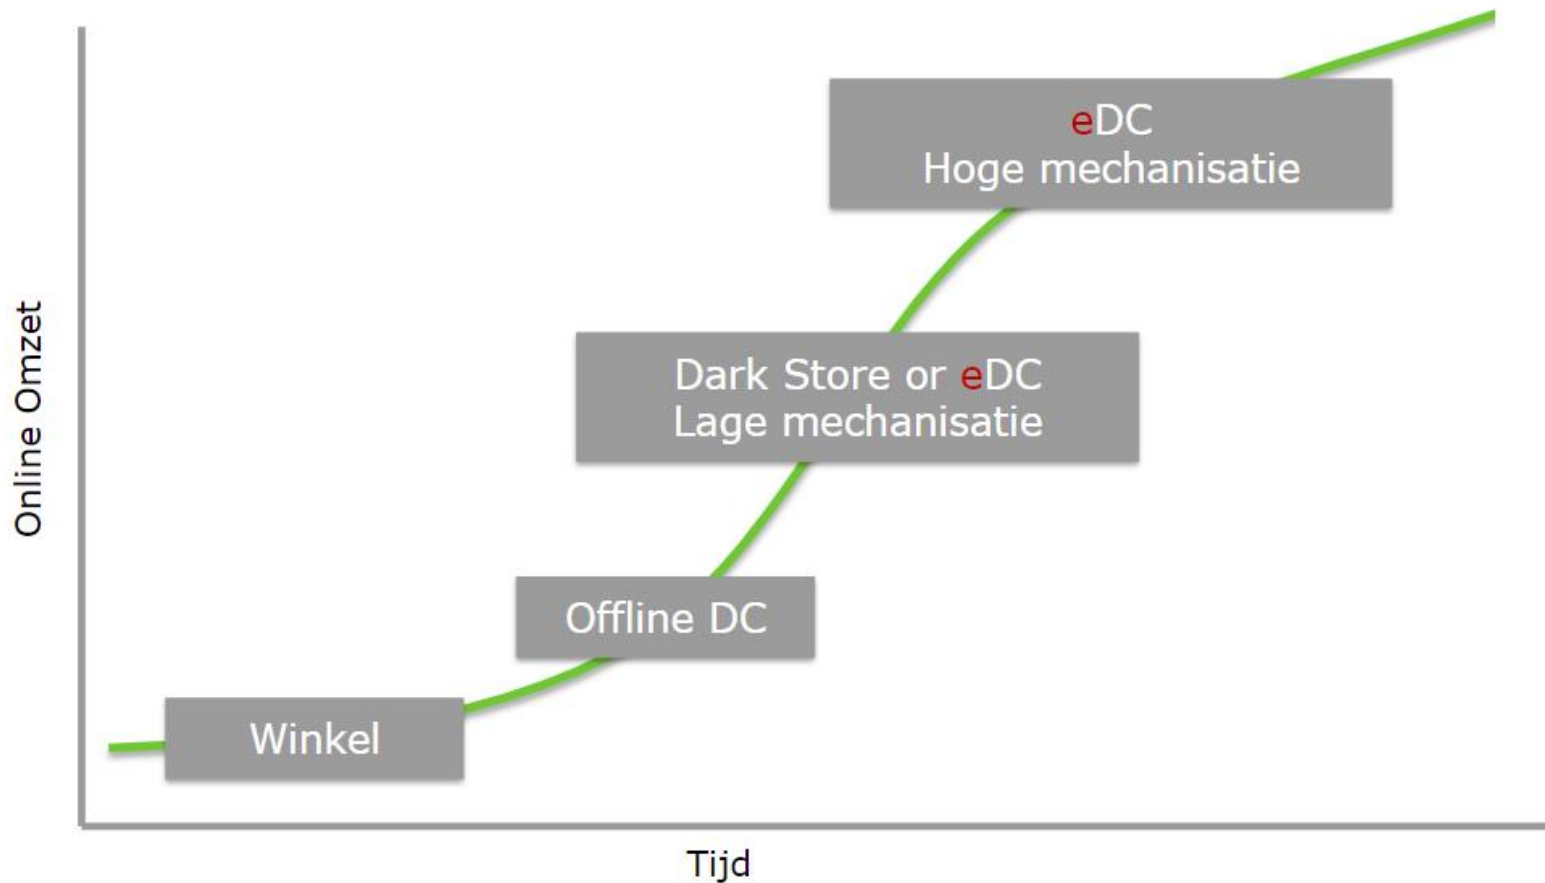 eDC
Hoge mechanisatie
Dark Store or eDC
Lage mechanisatie
Offline DC
Winkel
Online Omzet
Tijd